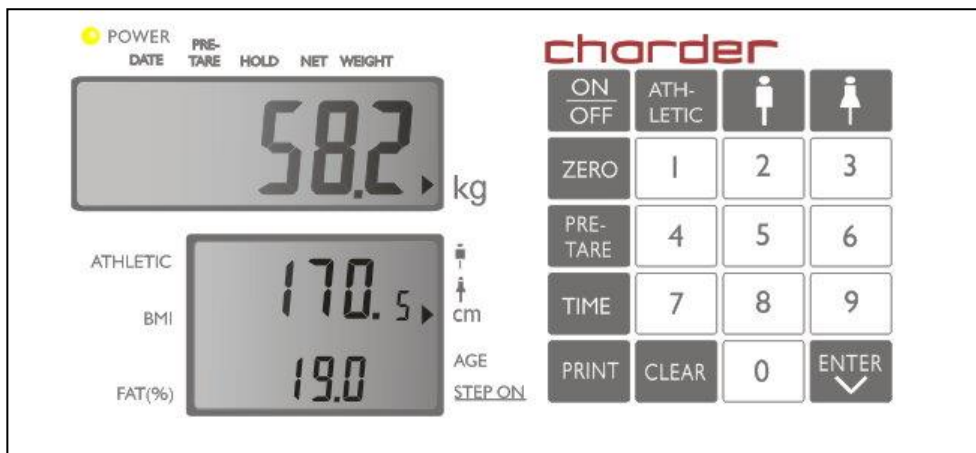 POWER
DATE PRE-TARE HOLD NET WEIGHT
58.2 kg
ATHLETIC
BMI
FAT(%)
170.5
19.0
cm
AGE
STEP ON
charder
ON OFF ATH-LETIC
ZERO 1 2 3
PRE-TARE 4 5 6
TIME 7 8 9
PRINT CLEAR 0 ENTER